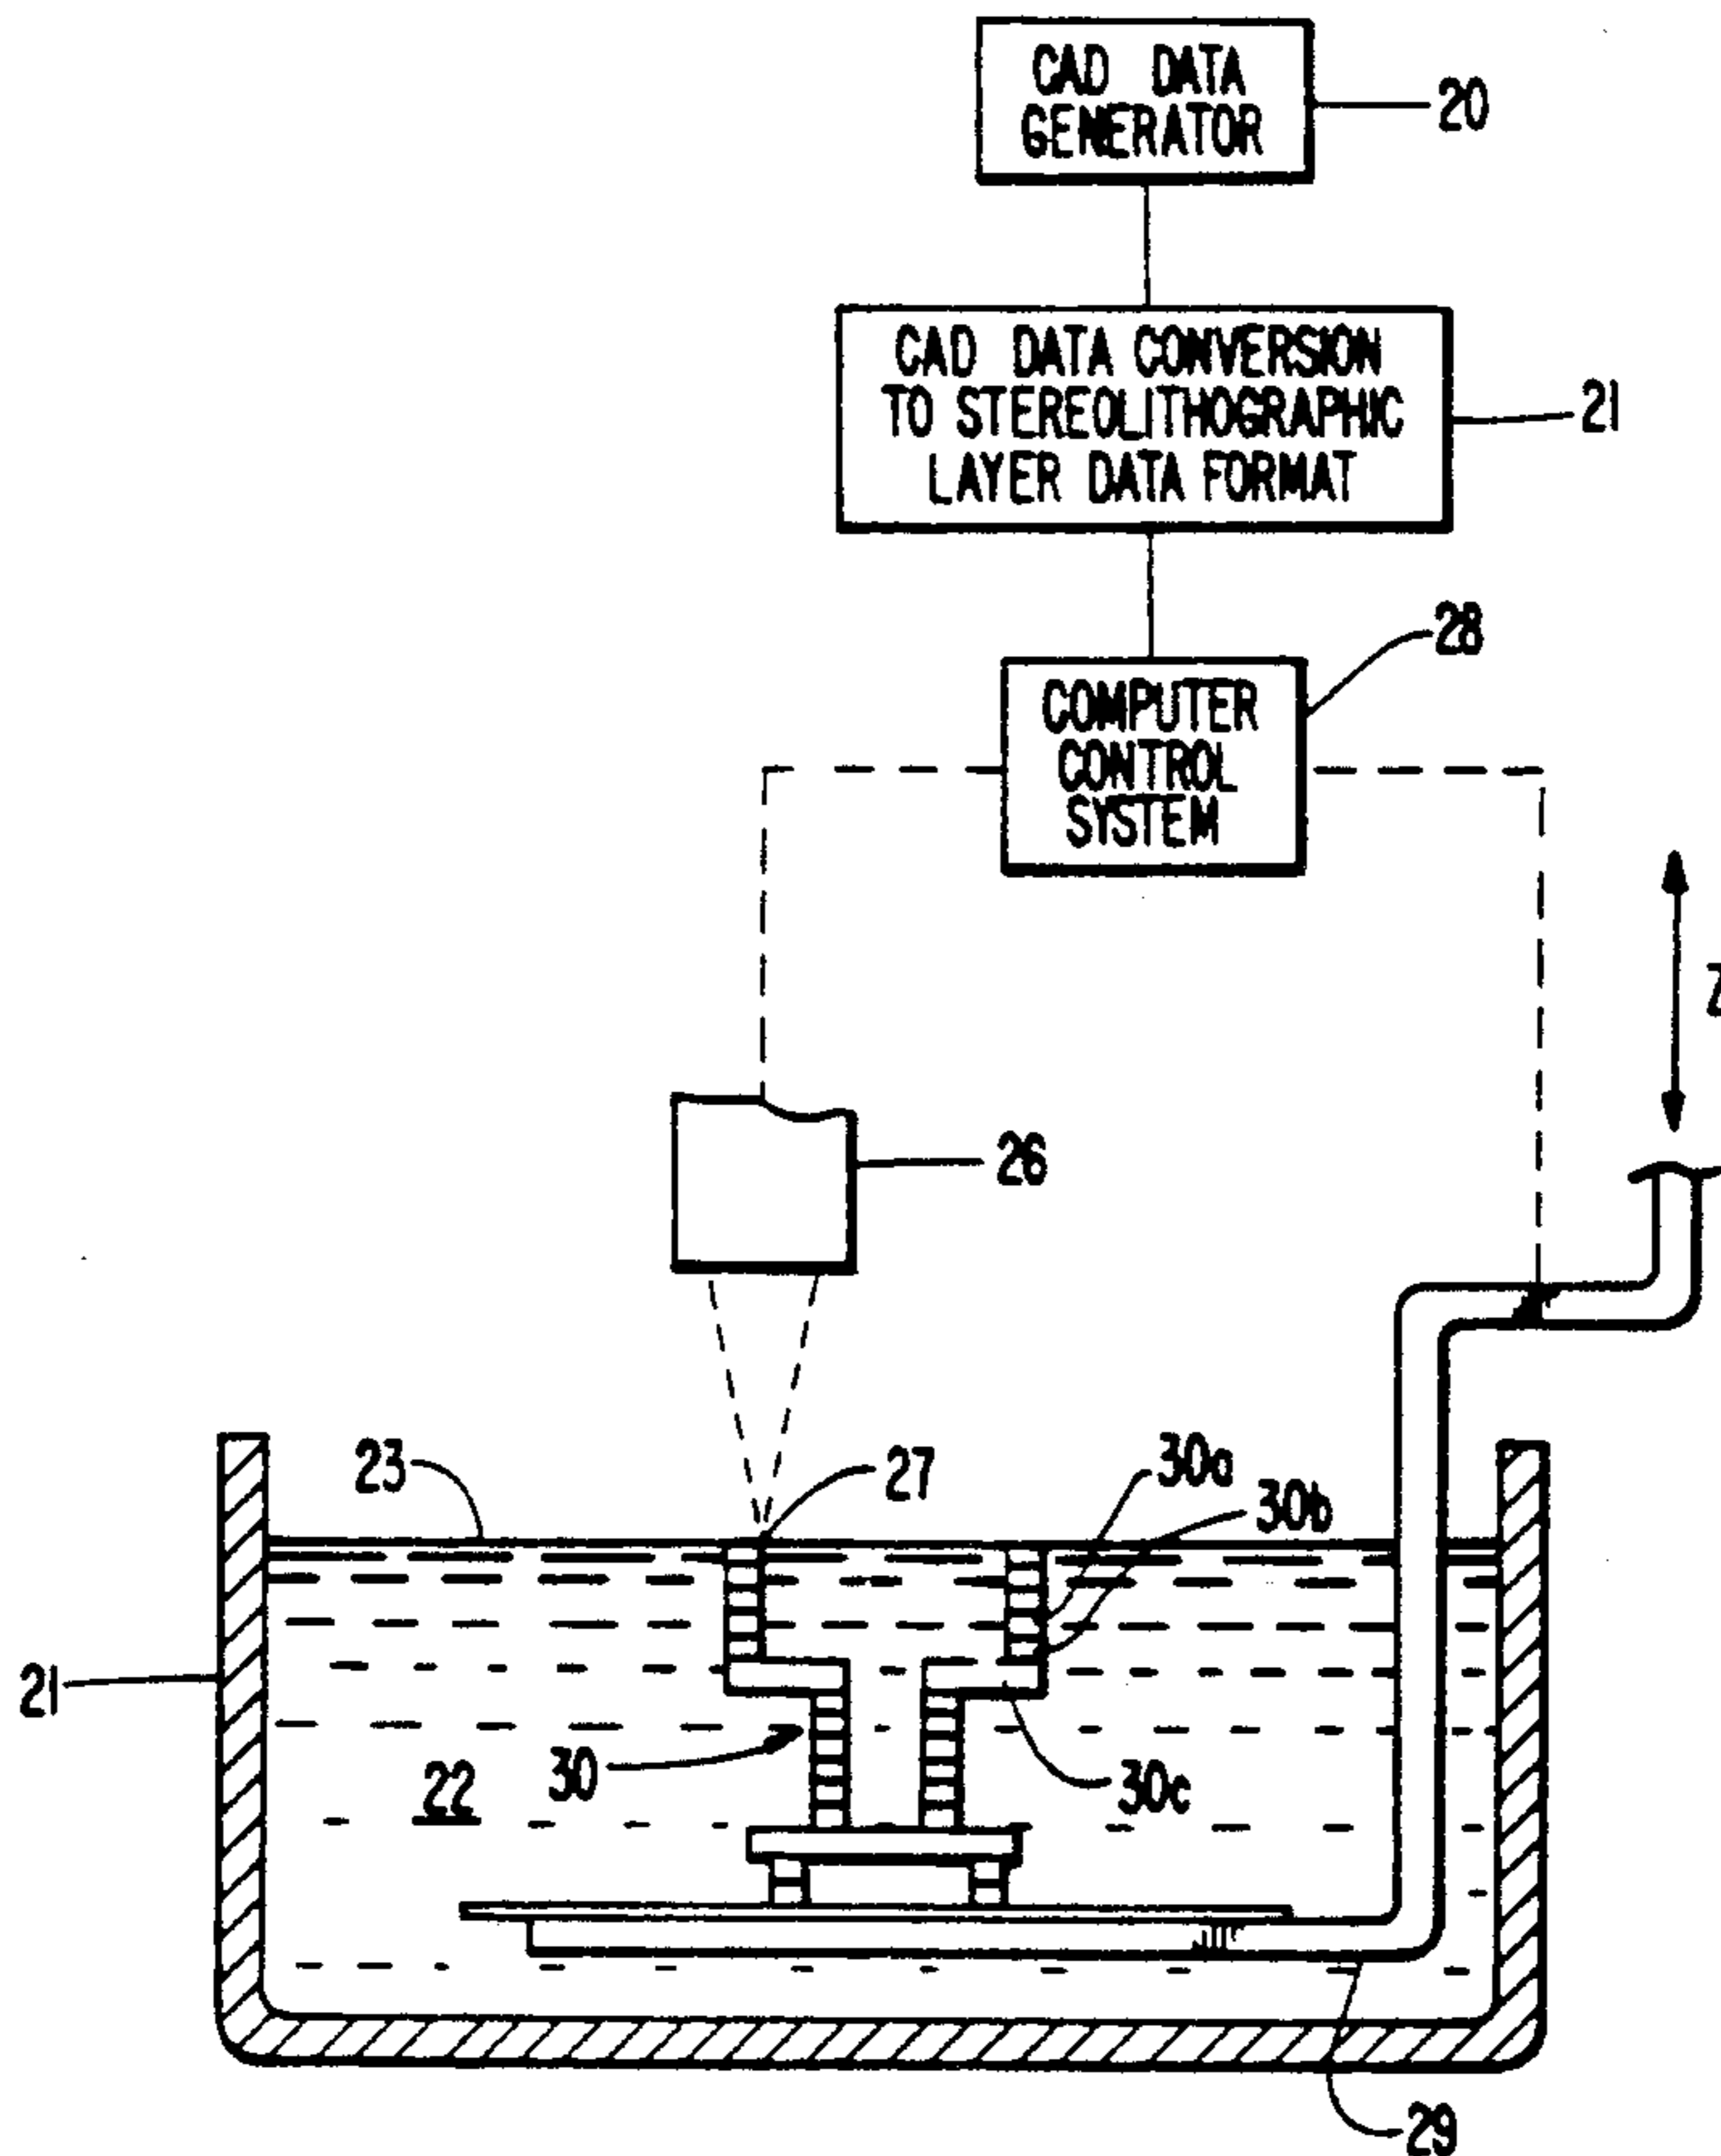 CAD DATA
GENERATOR
20
CAD DATA CONVERSION
TO STEREOLITHOGRAPHIC
LAYER DATA FORMAT
21
28
COMPUTER
CONTROL
SYSTEM
Z
26
23
27
30a
30b
21
22
30
30c
29